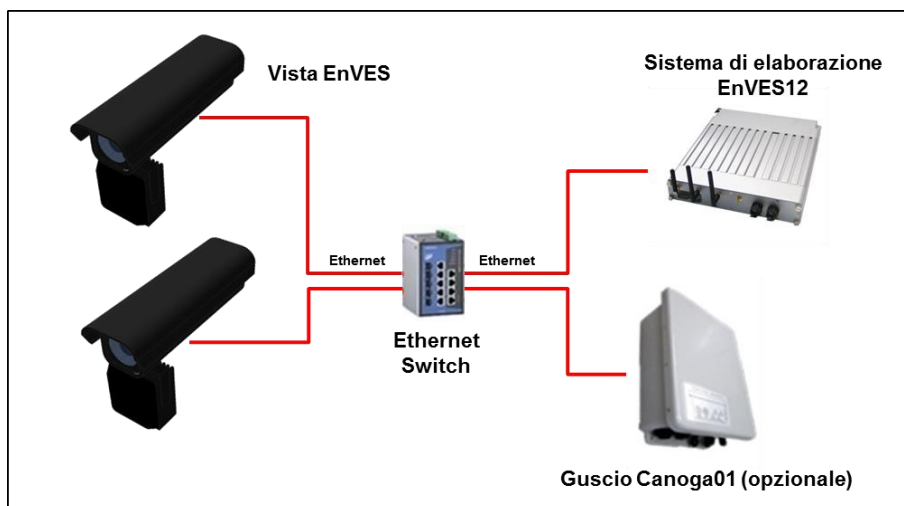 Vista EnVES
Sistema di elaborazione
EnVES12
Ethernet
Ethernet
Ethernet
Switch
Guscio Canoga01 (opzionale)